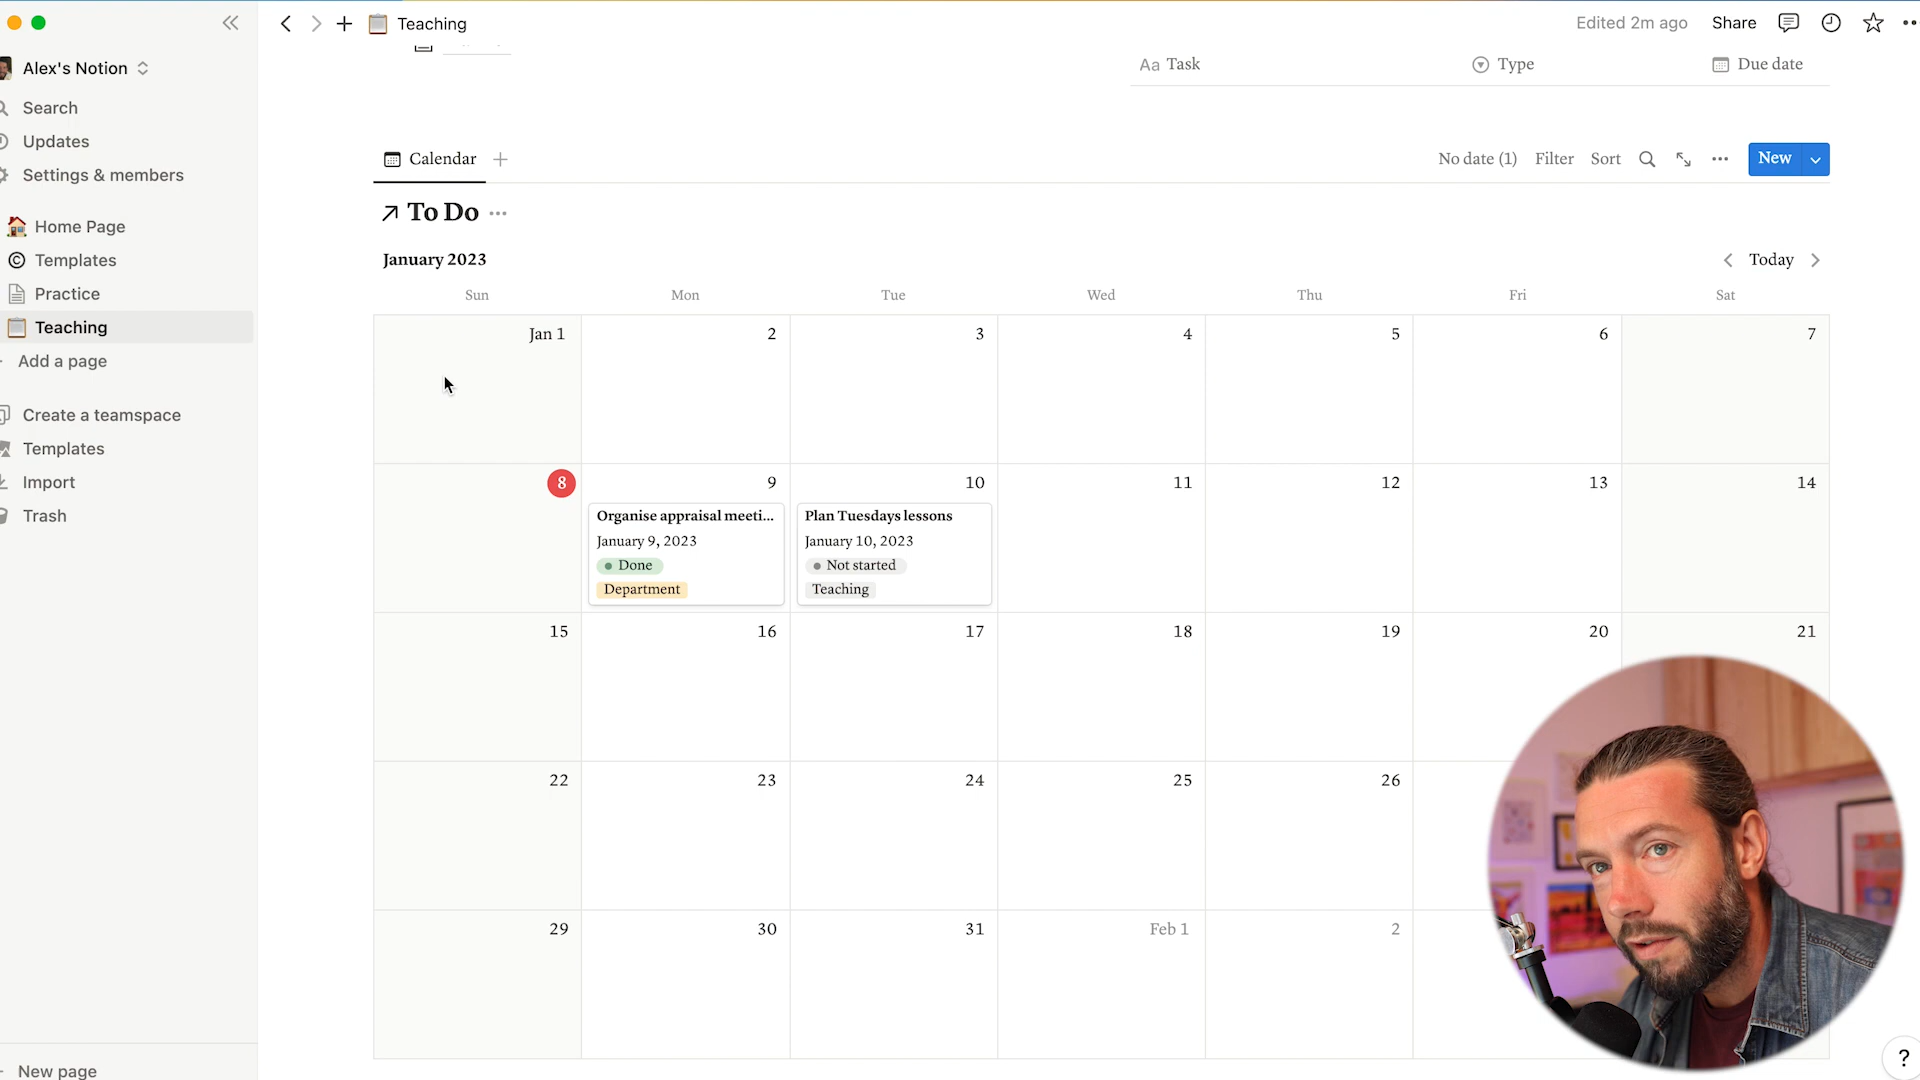 Teaching
Edited 2m ago
Share
Alex's Notion
Search
Updates
Settings & members
Home Page
Templates
Practice
Teaching
Add a page
Create a teamspace
Templates
Import
Trash
New page
Aa Task
Type
Due date
Calendar
No date (1)
Filter
Sort
New
To Do
January 2023
Today
Sun
Mon
Tue
Wed
Thu
Fri
Sat
Jan 1
2
3
4
5
6
7
8
9
10
11
12
13
14
Organise appraisal meeti...
January 9, 2023
Done
Department
Plan Tuesdays lessons
January 10, 2023
Not started
Teaching
15
16
17
18
19
20
21
22
23
24
25
26
29
30
31
Feb 1
2
?